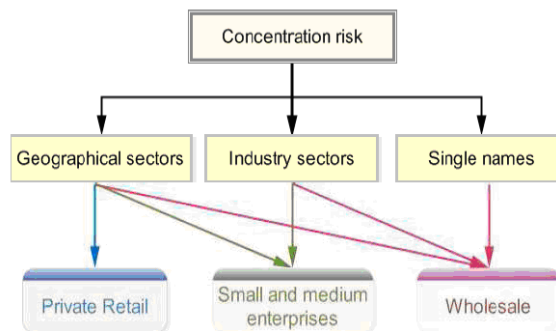 Concentration risk
Geographical sectors
Industry sectors
Single names
Private Retail
Small and medium
enterprises
Wholesale